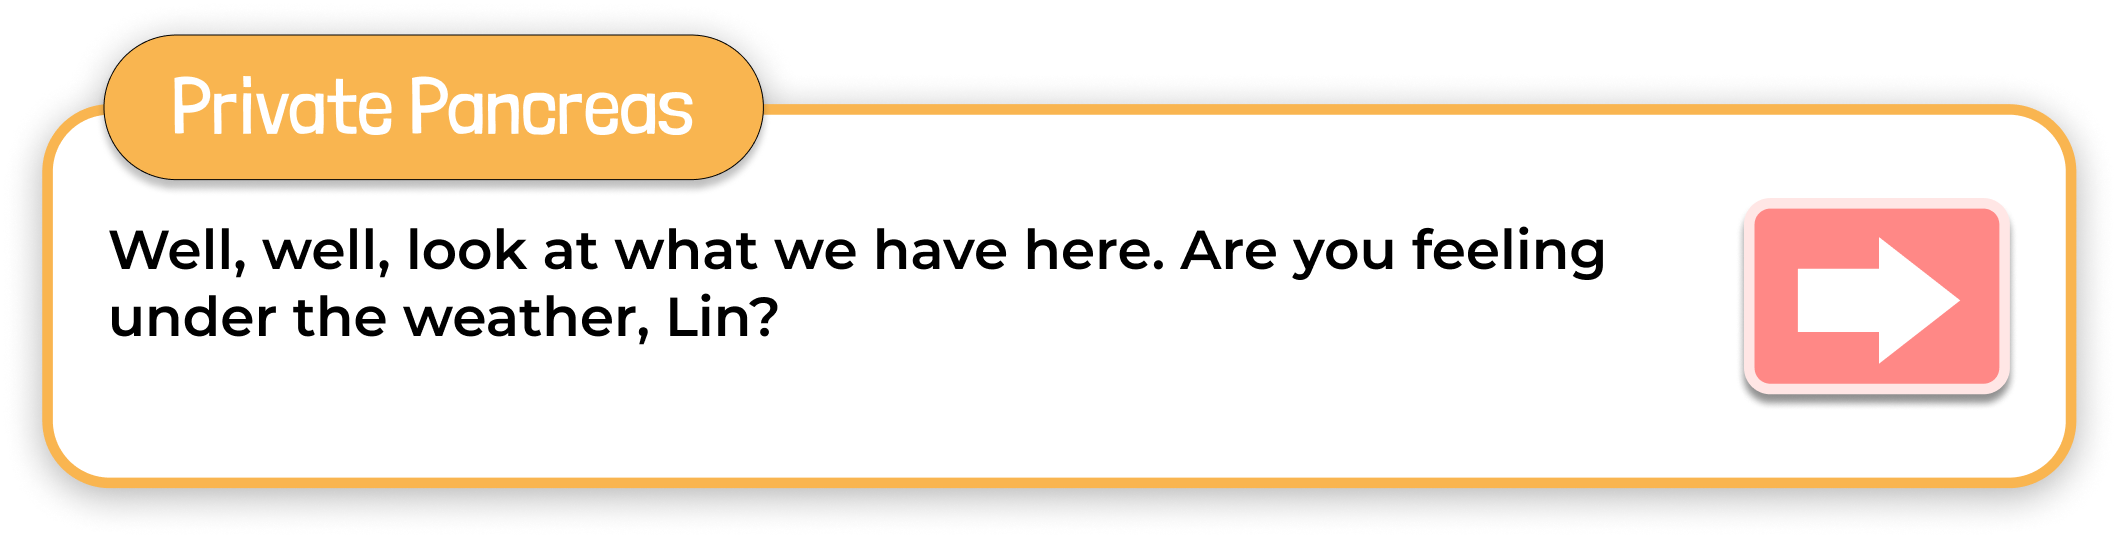 Private Pancreas
Well, well, look at what we have here. Are you feeling
under the weather, Lin?